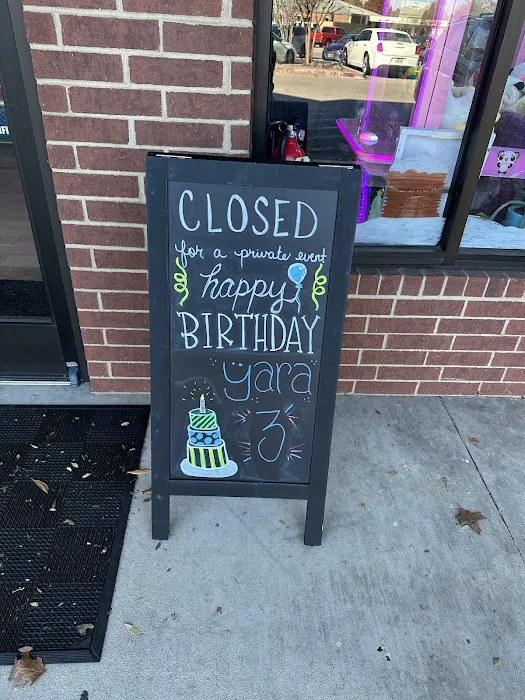 CLOSED
for a private event
happy
BIRTHDAY
yara
3